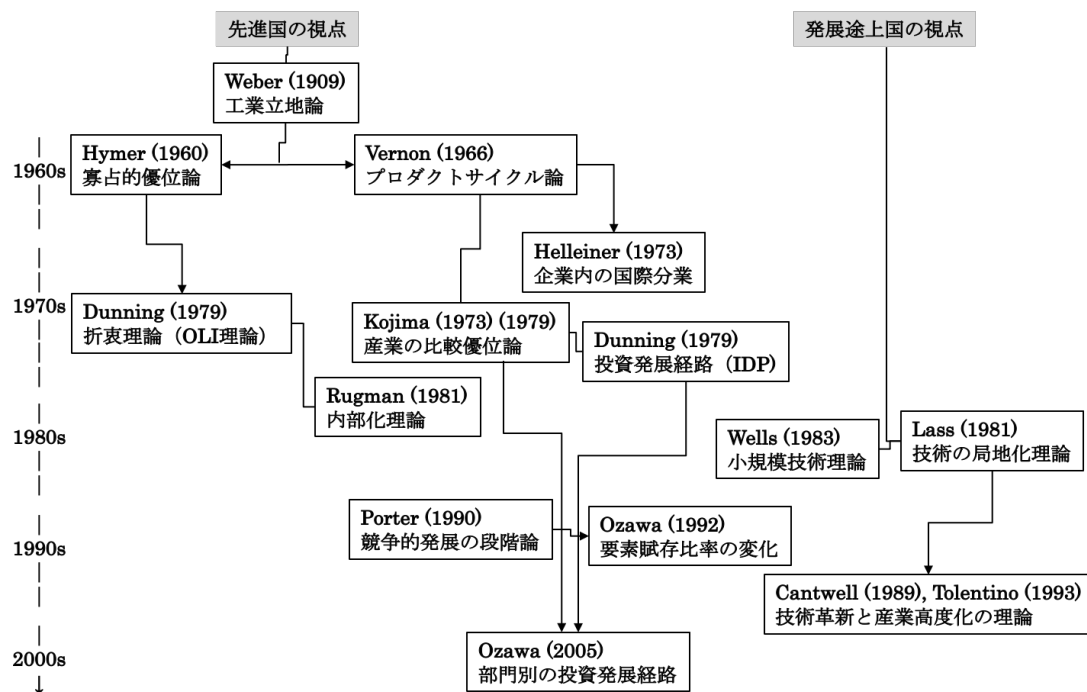 先進国の視点
発展途上国の視点
Weber (1909)
工業立地論
1960s
Hymer (1960)
寡占的優位論
Vernon (1966)
プロダクトサイクル論
Helleiner (1973)
企業内の国際分業
1970s
Dunning (1979)
折衷理論（OLI理論）
Kojima (1973) (1979)
産業の比較優位論
Dunning (1979)
投資発展経路（IDP）
Rugman (1981)
内部化理論
1980s
Wells (1983)
小規模技術理論
Lass (1981)
技術の局地化理論
Porter (1990)
競争的発展の段階論
1990s
Ozawa (1992)
要素賦存比率の変化
Cantwell (1989), Tolentino (1993)
技術革新と産業高度化の理論
2000s
Ozawa (2005)
部門別の投資発展経路